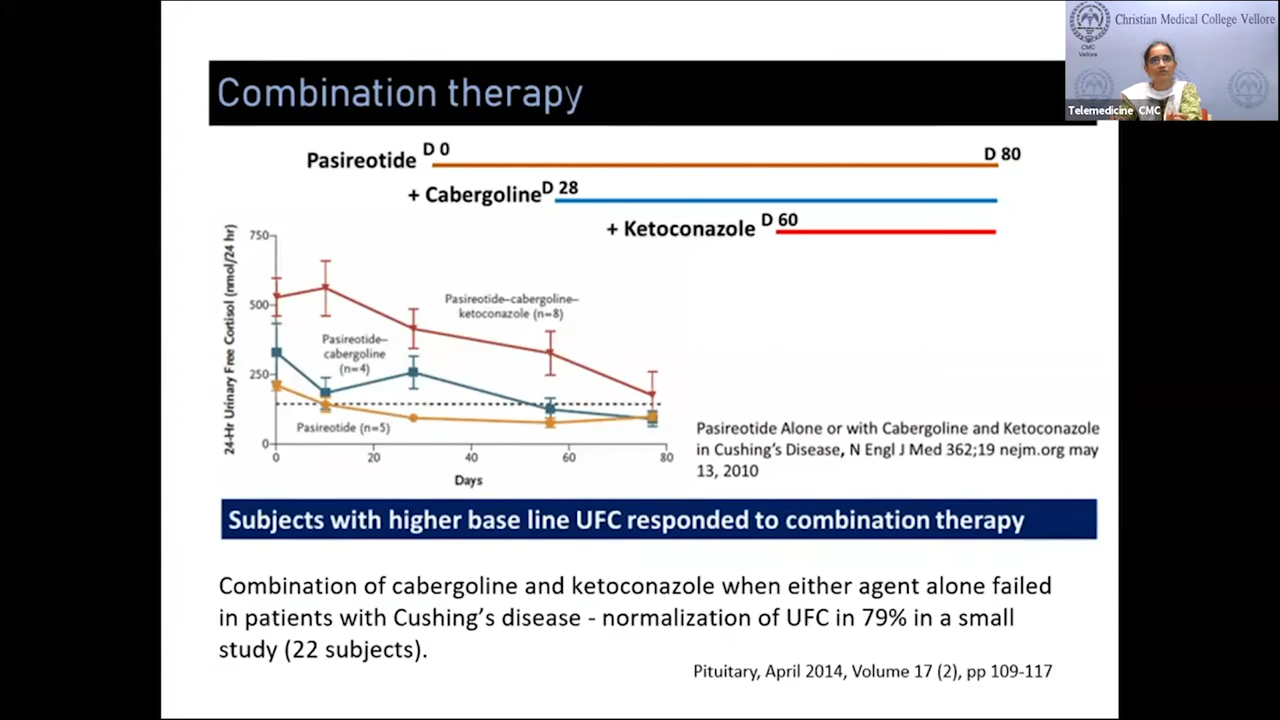 Christian Medical College Vellore
CMC
Vellore
Telemedicine CMC
Combination therapy
Pasireotide D 0 D 80
+ Cabergoline D 28
+ Ketoconazole D 60
24-Hr Urinary Free Cortisol (nmol/24 hr)
750
500
250
0
Pasireotide–cabergoline–
ketoconazole (n=8)
Pasireotide–
cabergoline
(n=4)
Pasireotide (n=5)
0 20 40 60 80
Days
Pasireotide Alone or with Cabergoline and Ketoconazole
in Cushing's Disease, N Engl J Med 362;19 nejm.org may
13, 2010
Subjects with higher base line UFC responded to combination therapy
Combination of cabergoline and ketoconazole when either agent alone failed
in patients with Cushing's disease - normalization of UFC in 79% in a small
study (22 subjects).
Pituitary, April 2014, Volume 17 (2), pp 109-117